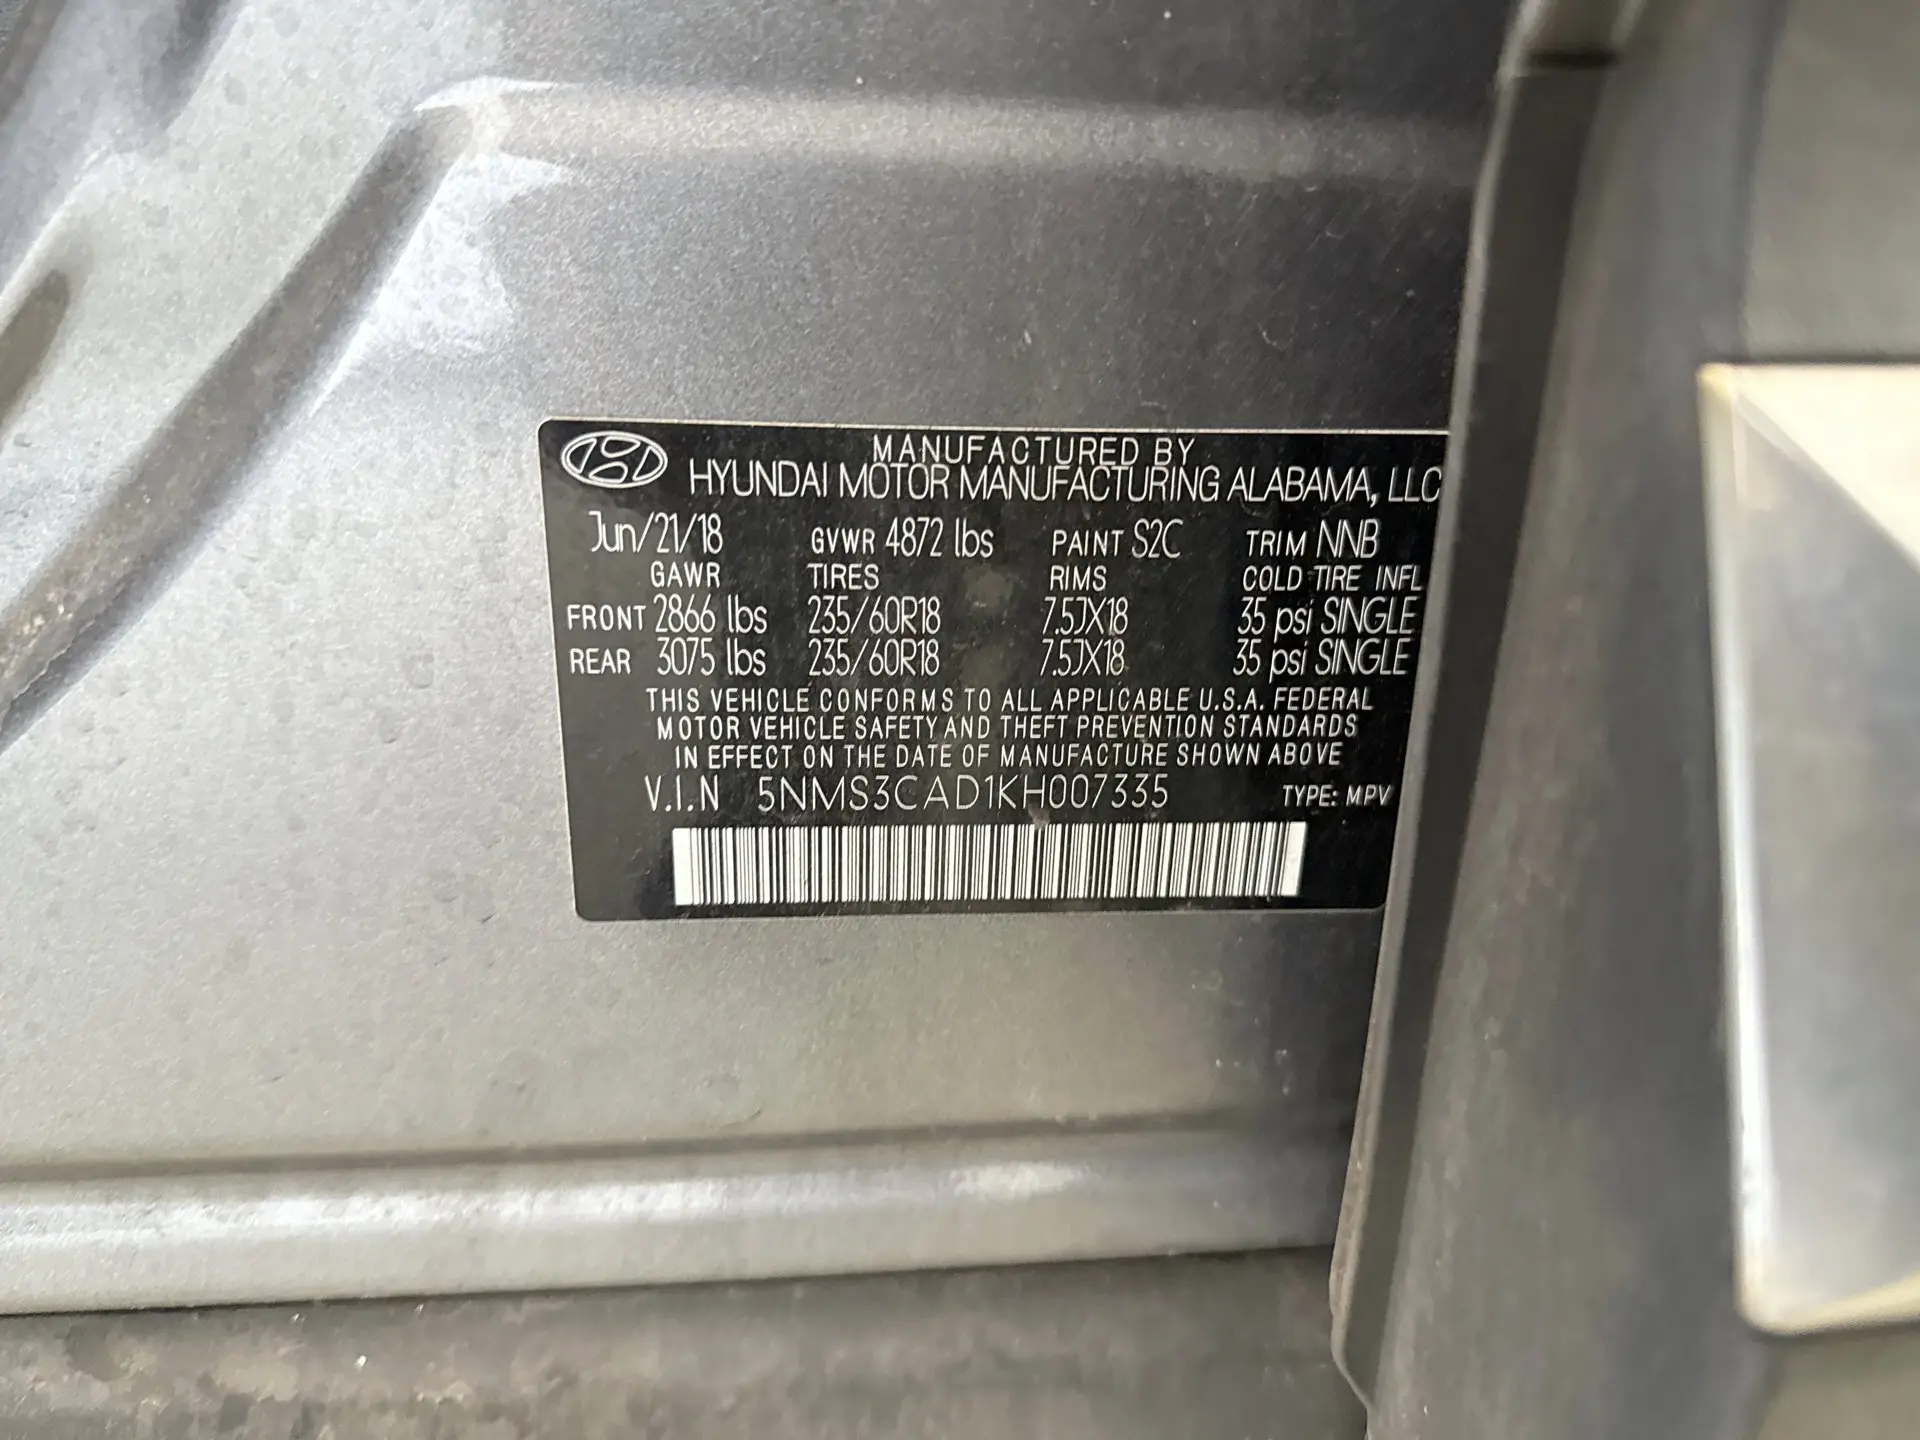 MANUFACTURED BY
HYUNDAI MOTOR MANUFACTURING ALABAMA, LLC
Jun/21/18 GVWR 4872 lbs PAINT S2C TRIM NNB
GAWR TIRES RIMS COLD TIRE INFL
FRONT 2866 lbs 235/60R18 7.5JX18 35 psi SINGLE
REAR 3075 lbs 235/60R18 7.5JX18 35 psi SINGLE
THIS VEHICLE CONFORMS TO ALL APPLICABLE U.S.A. FEDERAL
MOTOR VEHICLE SAFETY AND THEFT PREVENTION STANDARDS
IN EFFECT ON THE DATE OF MANUFACTURE SHOWN ABOVE
V.I.N 5NMS3CAD1KH007335 TYPE: MPV